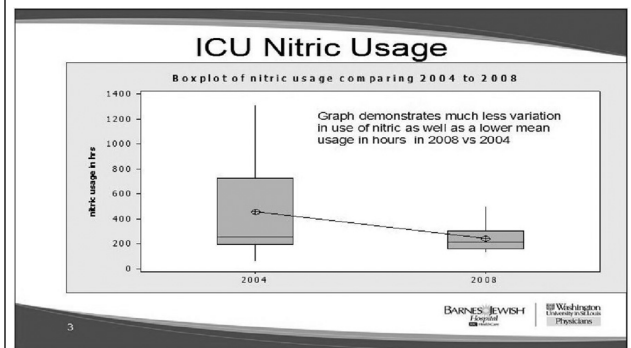 ICU Nitric Usage
Boxplot of nitric usage comparing 2004 to 2008
1400
1200
1000
800
600
400
200
0
nitric usage in hrs
Graph demonstrates much less variation
in use of nitric as well as a lower mean
usage in hours in 2008 vs 2004
2004
2008
BARNES JEWISH
Hospital
HEALTHCARE
Washington
University in St.Louis
Physicians
3